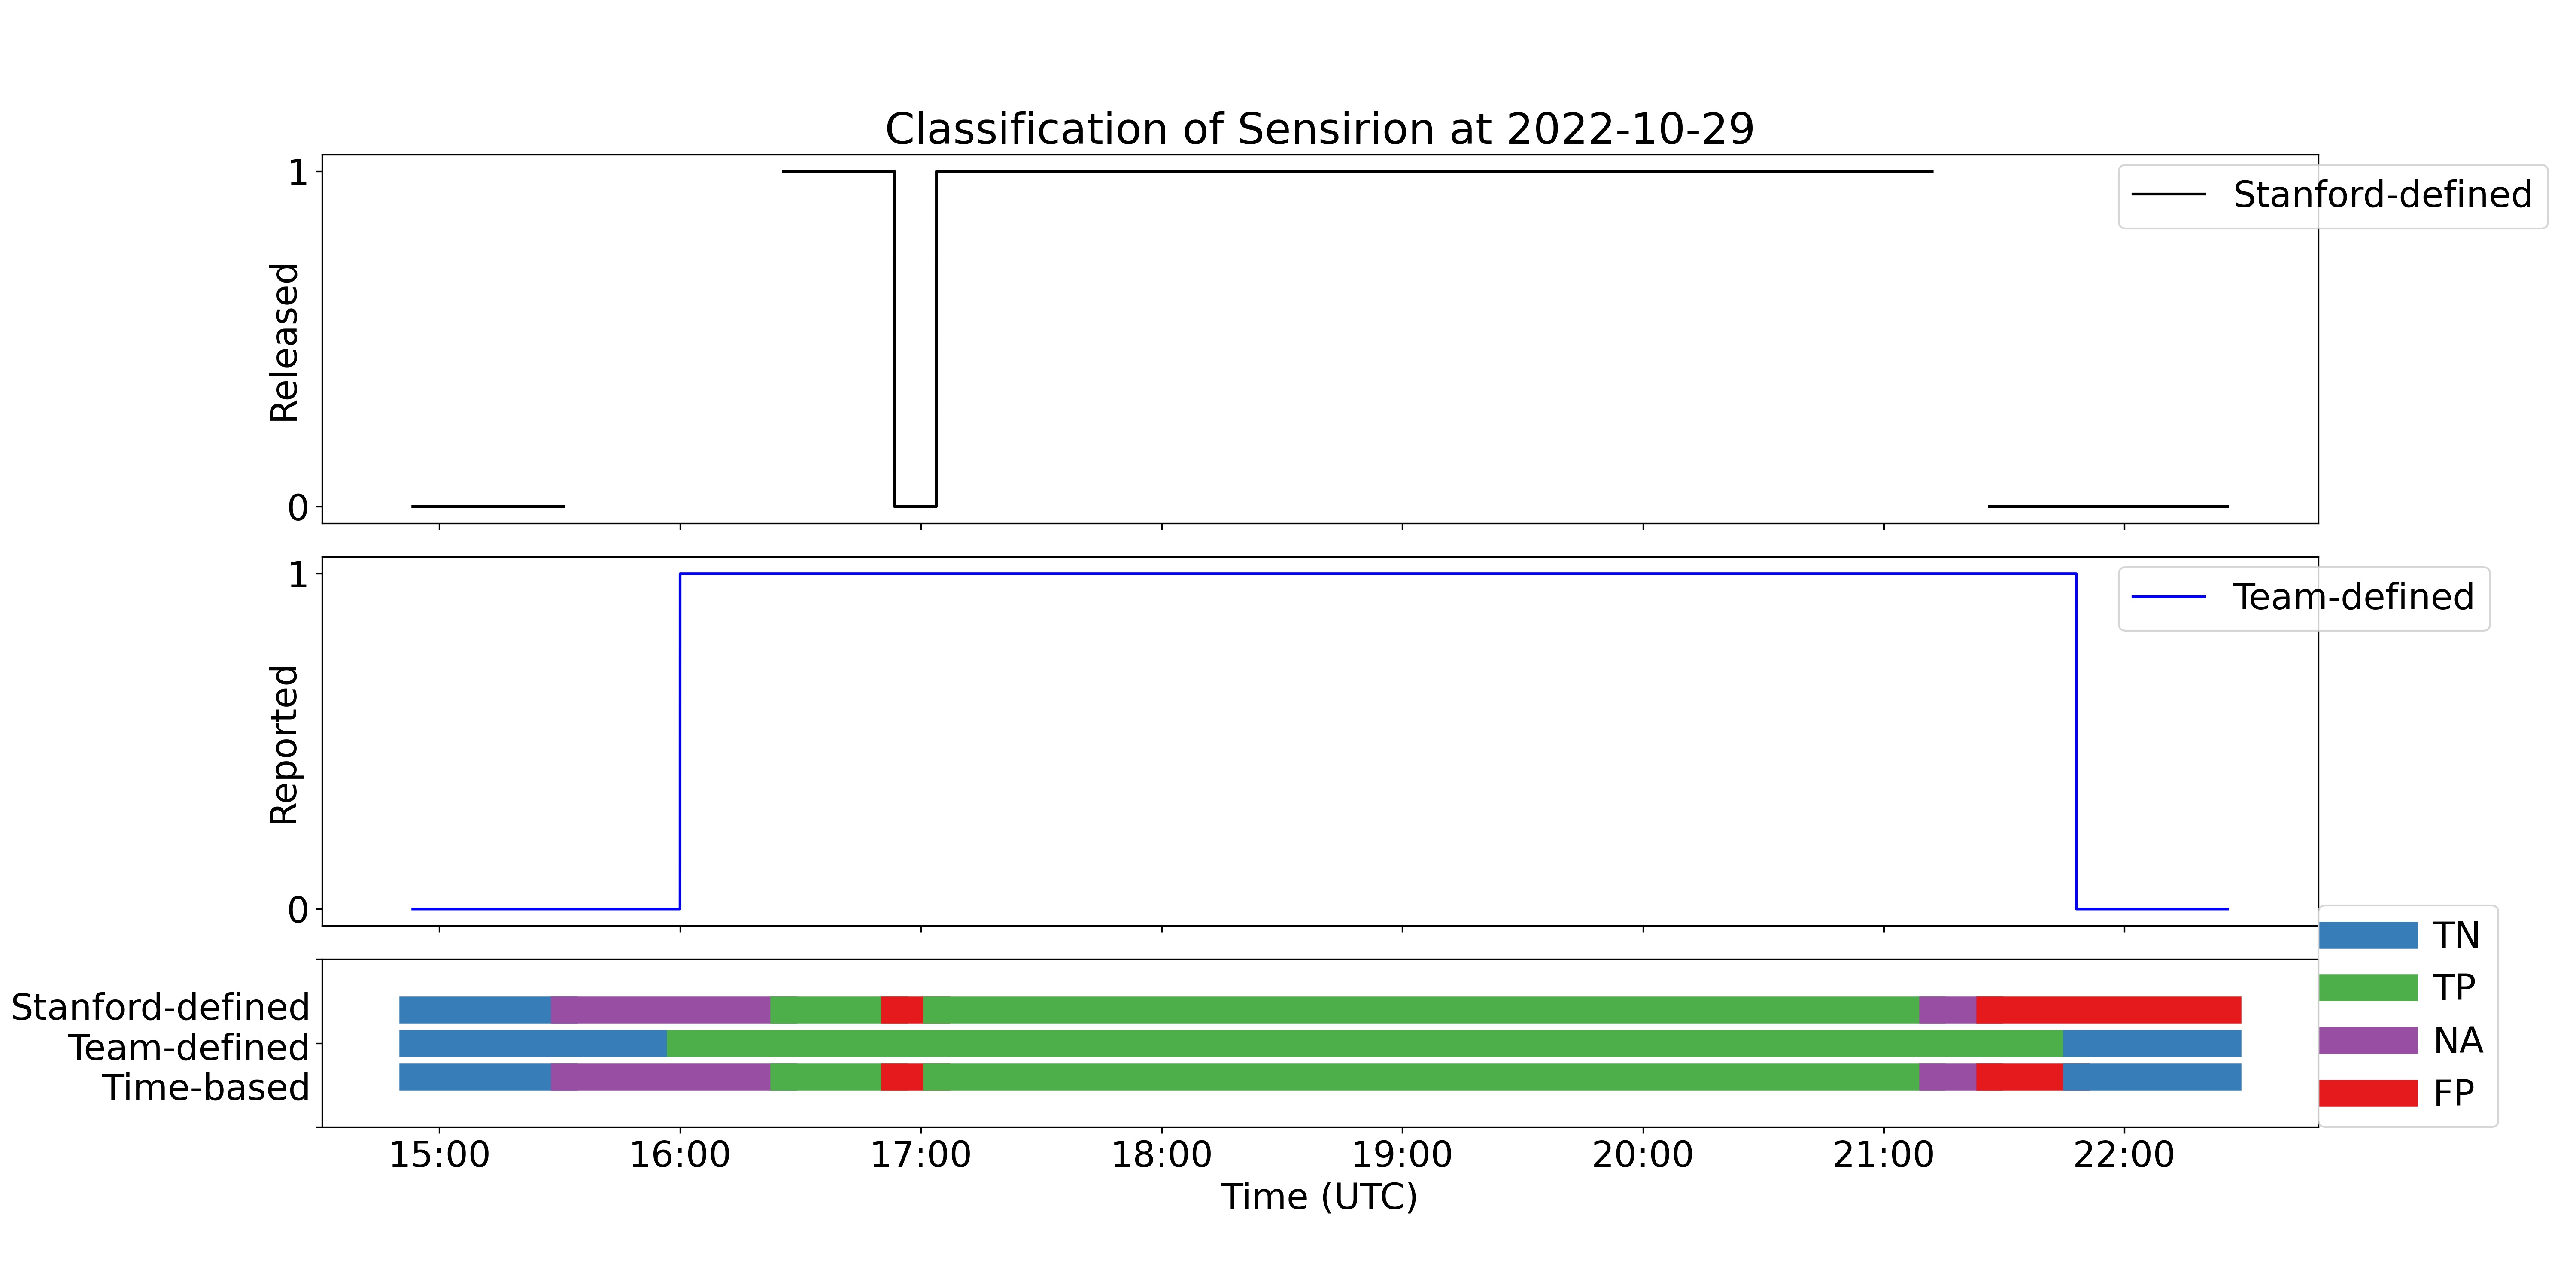 Classification of Sensirion at 2022-10-29
1
Released
0
Stanford-defined
1
Reported
0
Team-defined
Stanford-defined
Team-defined
Time-based
TN
TP
NA
FP
15:00 16:00 17:00 18:00 19:00 20:00 21:00 22:00
Time (UTC)